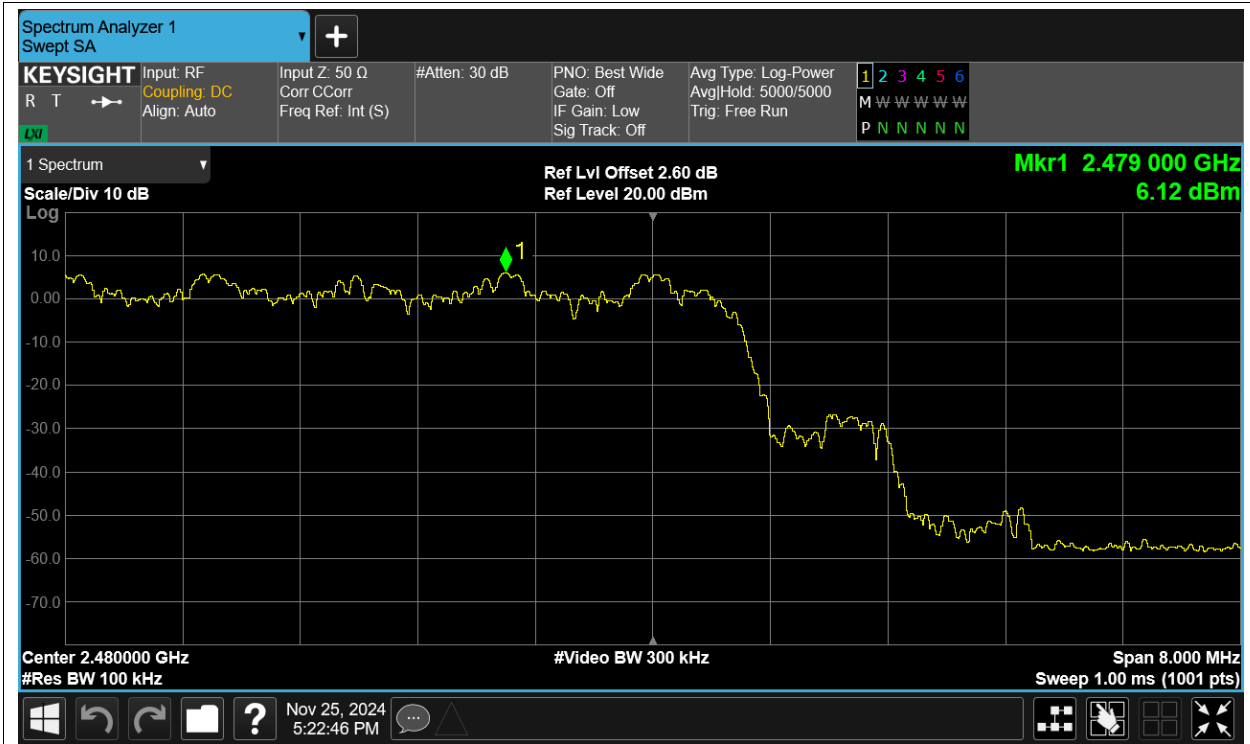 Spectrum Analyzer 1
Swept SA
KEYSIGHT
R T
LXI
Input: RF
Coupling: DC
Align: Auto
Input Z: 50 Ω
Corr CCorr
Freq Ref: Int (S)
#Atten: 30 dB
PNO: Best Wide
Gate: Off
IF Gain: Low
Sig Track: Off
Avg Type: Log-Power
Avg|Hold: 5000/5000
Trig: Free Run
1 2 3 4 5 6
M W W W W W
P N N N N N
1 Spectrum
Scale/Div 10 dB
Log
Ref Lvl Offset 2.60 dB
Ref Level 20.00 dBm
Mkr1 2.479 000 GHz
6.12 dBm
1
10.0
0.00
-10.0
-20.0
-30.0
-40.0
-50.0
-60.0
-70.0
Center 2.480000 GHz
#Res BW 100 kHz
#Video BW 300 kHz
Span 8.000 MHz
Sweep 1.00 ms (1001 pts)
?
Nov 25, 2024
5:22:46 PM